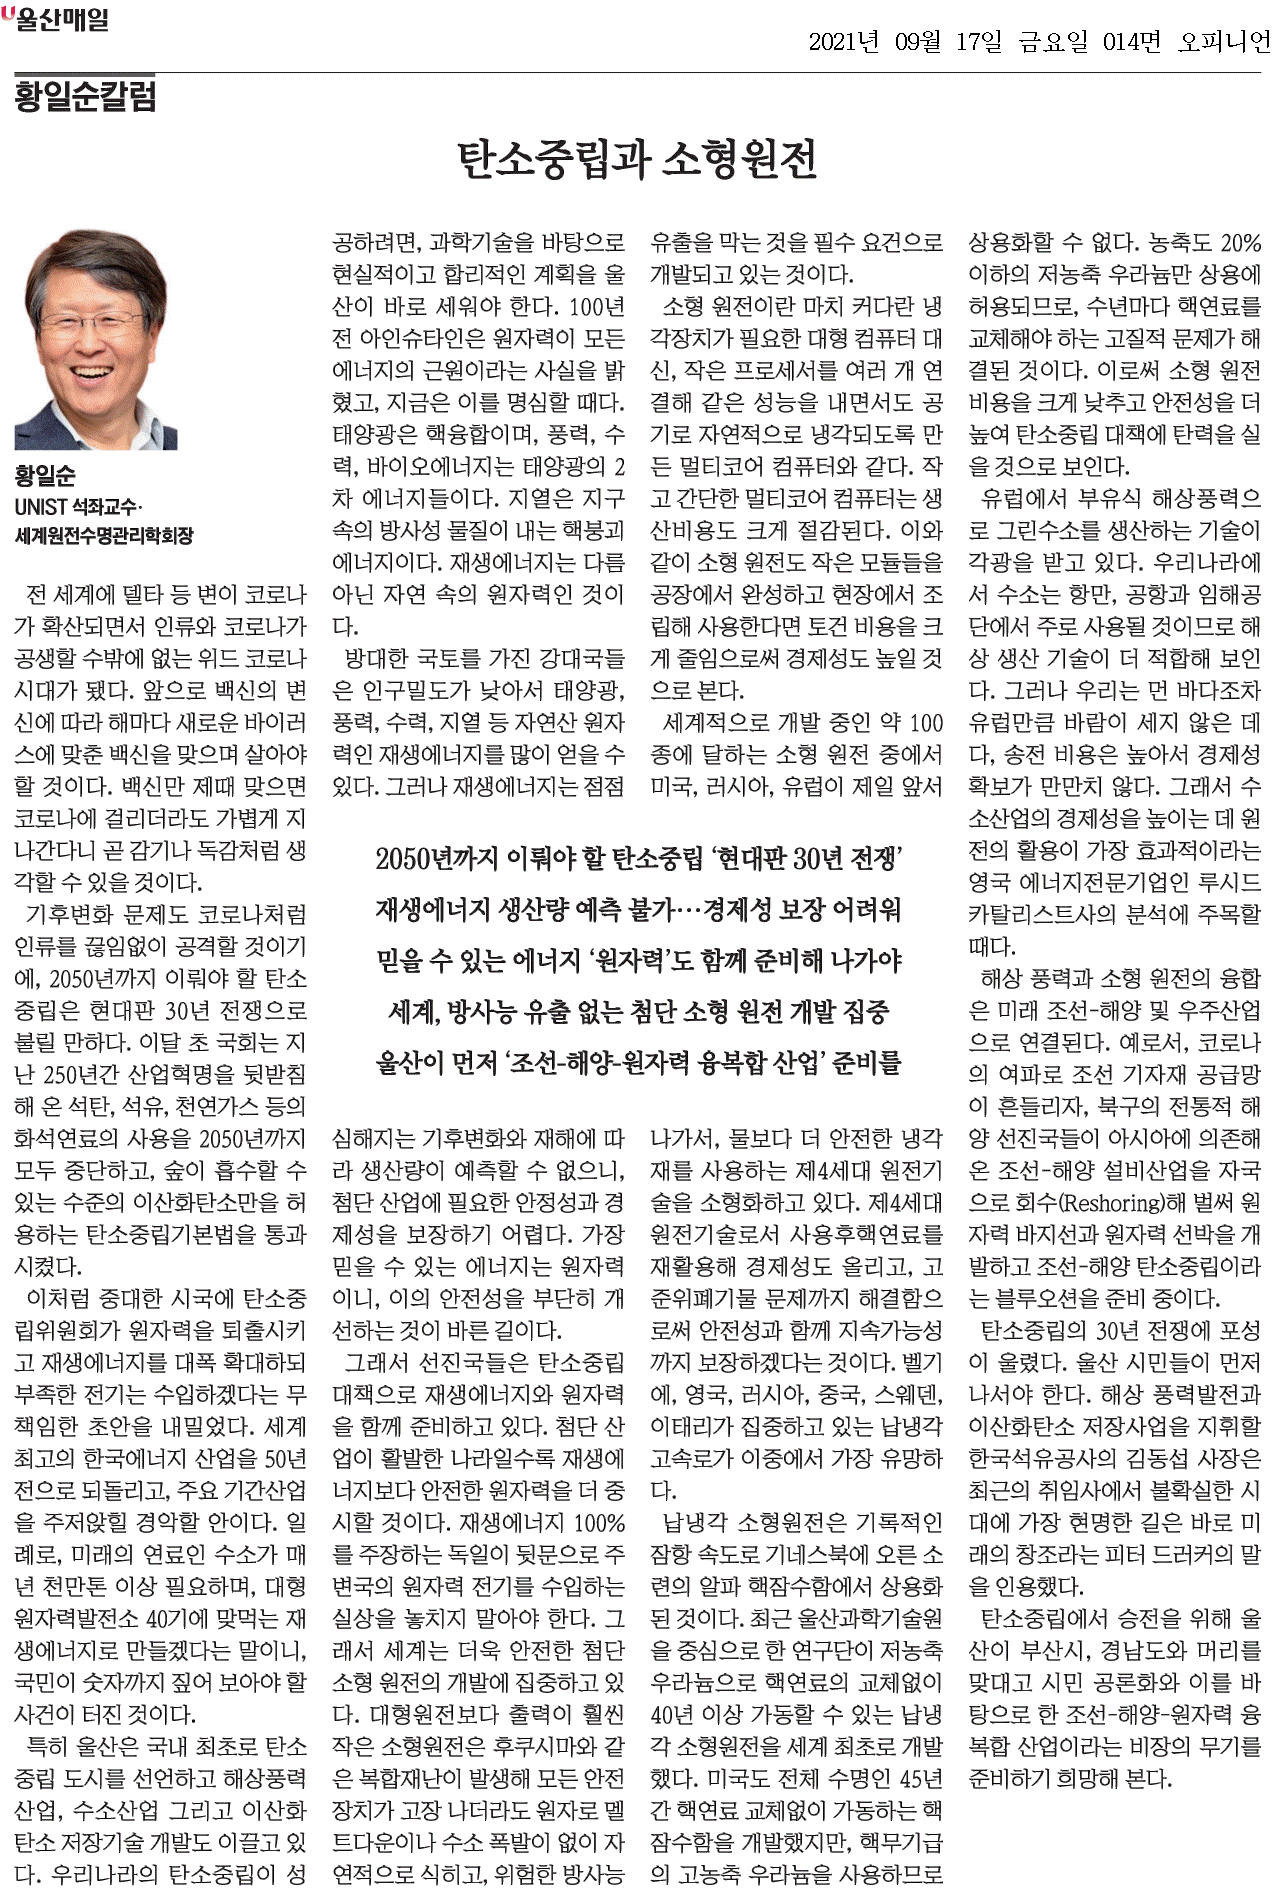 울산매일
2021년 09월 17일 금요일 014면 오피니언
황일순칼럼
탄소중립과 소형원전
황일순
UNIST 석좌교수·
세계원전수명관리학회장
전 세계에 델타 등 변이 코로나
가 확산되면서 인류와 코로나가
공생할 수밖에 없는 위드 코로나
시대가 됐다. 앞으로 백신의 변
신에 따라 해마다 새로운 바이러
스에 맞춘 백신을 맞으며 살아야
할 것이다. 백신만 제때 맞으면
코로나에 걸리더라도 가볍게 지
나간다니 곧 감기나 독감처럼 생
각할 수 있을 것이다.
기후변화 문제도 코로나처럼
인류를 끊임없이 공격할 것이기
에, 2050년까지 이뤄야 할 탄소
중립은 현대판 30년 전쟁으로
불릴 만하다. 이달 초 국회는 지
난 250년간 산업혁명을 뒷받침
해 온 석탄, 석유, 천연가스 등의
화석연료의 사용을 2050년까지
모두 중단하고, 숲이 흡수할 수
있는 수준의 이산화탄소만을 허
용하는 탄소중립기본법을 통과
시켰다.
이처럼 중대한 시국에 탄소중
립위원회가 원자력을 퇴출시키
고 재생에너지를 대폭 확대하되
부족한 전기는 수입하겠다는 무
책임한 초안을 내밀었다. 세계
최고의 한국에너지 산업을 50년
전으로 되돌리고, 주요 기간산업
을 주저앉힐 경악할 안이다. 일
례로, 미래의 연료인 수소가 매
년 천만톤 이상 필요하며, 대형
원자력발전소 40기에 맞먹는 재
생에너지로 만들겠다는 말이니,
국민이 숫자까지 짚어 보아야 할
사건이 터진 것이다.
특히 울산은 국내 최초로 탄소
중립 도시를 선언하고 해상풍력
산업, 수소산업 그리고 이산화
탄소 저장기술 개발도 이끌고 있
다. 우리나라의 탄소중립이 성
공하려면, 과학기술을 바탕으로
현실적이고 합리적인 계획을 울
산이 바로 세워야 한다. 100년
전 아인슈타인은 원자력이 모든
에너지의 근원이라는 사실을 밝
혔고, 지금은 이를 명심할 때다.
태양광은 핵융합이며, 풍력, 수
력, 바이오에너지는 태양광의 2
차 에너지들이다. 지열은 지구
속의 방사성 물질이 내는 핵붕괴
에너지이다. 재생에너지는 다름
아닌 자연 속의 원자력인 것이
다.
방대한 국토를 가진 강대국들
은 인구밀도가 낮아서 태양광,
풍력, 수력, 지열 등 자연산 원자
력인 재생에너지를 많이 얻을 수
있다. 그러나 재생에너지는 점점
2050년까지 이뤄야 할 탄소중립 ‘현대판 30년 전쟁’
재생에너지 생산량 예측 불가…경제성 보장 어려워
믿을 수 있는 에너지 ‘원자력’도 함께 준비해 나가야
세계, 방사능 유출 없는 첨단 소형 원전 개발 집중
울산이 먼저 ‘조선-해양-원자력 융복합 산업’ 준비를
심해지는 기후변화와 재해에 따
라 생산량이 예측할 수 없으니,
첨단 산업에 필요한 안정성과 경
제성을 보장하기 어렵다. 가장
믿을 수 있는 에너지는 원자력
이니, 이의 안전성을 부단히 개
선하는 것이 바른 길이다.
그래서 선진국들은 탄소중립
대책으로 재생에너지와 원자력
을 함께 준비하고 있다. 첨단 산
업이 활발한 나라일수록 재생에
너지보다 안전한 원자력을 더 중
시할 것이다. 재생에너지 100%
를 주장하는 독일이 뒷문으로 주
변국의 원자력 전기를 수입하는
실상을 놓치지 말아야 한다. 그
래서 세계는 더욱 안전한 첨단
소형 원전의 개발에 집중하고 있
다. 대형원전보다 출력이 훨씬
작은 소형원전은 후쿠시마와 같
은 복합재난이 발생해 모든 안전
장치가 고장 나더라도 원자로 멜
트다운이나 수소 폭발이 없이 자
연적으로 식히고, 위험한 방사능
유출을 막는 것을 필수 요건으로
개발되고 있는 것이다.
소형 원전이란 마치 커다란 냉
각장치가 필요한 대형 컴퓨터 대
신, 작은 프로세서를 여러 개 연
결해 같은 성능을 내면서도 공
기로 자연적으로 냉각되도록 만
든 멀티코어 컴퓨터와 같다. 작
고 간단한 멀티코어 컴퓨터는 생
산비용도 크게 절감된다. 이와
같이 소형 원전도 작은 모듈들을
공장에서 완성하고 현장에서 조
립해 사용한다면 토건 비용을 크
게 줄임으로써 경제성도 높일 것
으로 본다.
세계적으로 개발 중인 약 100
종에 달하는 소형 원전 중에서
미국, 러시아, 유럽이 제일 앞서
나가서, 물보다 더 안전한 냉각
재를 사용하는 제4세대 원전기
술을 소형화하고 있다. 제4세대
원전기술로서 사용후핵연료를
재활용해 경제성도 올리고, 고
준위폐기물 문제까지 해결함으
로써 안전성과 함께 지속가능성
까지 보장하겠다는 것이다. 벨기
에, 영국, 러시아, 중국, 스웨덴,
이태리가 집중하고 있는 납냉각
고속로가 이중에서 가장 유망하
다.
납냉각 소형원전은 기록적인
잠항 속도로 기네스북에 오른 소
련의 알파 핵잠수함에서 상용화
된 것이다. 최근 울산과학기술원
을 중심으로 한 연구단이 저농축
우라늄으로 핵연료의 교체없이
40년 이상 가동할 수 있는 납냉
각 소형원전을 세계 최초로 개발
했다. 미국도 전체 수명인 45년
간 핵연료 교체없이 가동하는 핵
잠수함을 개발했지만, 핵무기급
의 고농축 우라늄을 사용하므로
상용화할 수 없다. 농축도 20%
이하의 저농축 우라늄만 상용에
허용되므로, 수년마다 핵연료를
교체해야 하는 고질적 문제가 해
결된 것이다. 이로써 소형 원전
비용을 크게 낮추고 안전성을 더
높여 탄소중립 대책에 탄력을 실
을 것으로 보인다.
유럽에서 부유식 해상풍력으
로 그린수소를 생산하는 기술이
각광을 받고 있다. 우리나라에
서 수소는 항만, 공항과 임해공
단에서 주로 사용될 것이므로 해
상 생산 기술이 더 적합해 보인
다. 그러나 우리는 먼 바다조차
유럽만큼 바람이 세지 않은 데
다, 송전 비용은 높아서 경제성
확보가 만만치 않다. 그래서 수
소산업의 경제성을 높이는 데 원
전의 활용이 가장 효과적이라는
영국 에너지전문기업인 루시드
카탈리스트사의 분석에 주목할
때다.
해상 풍력과 소형 원전의 융합
은 미래 조선-해양 및 우주산업
으로 연결된다. 예로서, 코로나
의 여파로 조선 기자재 공급망
이 흔들리자, 북구의 전통적 해
양 선진국들이 아시아에 의존해
온 조선-해양 설비산업을 자국
으로 회수(Reshoring)해 벌써 원
자력 바지선과 원자력 선박을 개
발하고 조선-해양 탄소중립이라
는 블루오션을 준비 중이다.
탄소중립의 30년 전쟁에 포성
이 울렸다. 울산 시민들이 먼저
나서야 한다. 해상 풍력발전과
이산화탄소 저장사업을 지휘할
한국석유공사의 김동섭 사장은
최근의 취임사에서 불확실한 시
대에 가장 현명한 길은 바로 미
래의 창조라는 피터 드러커의 말
을 인용했다.
탄소중립에서 승전을 위해 울
산이 부산시, 경남도와 머리를
맞대고 시민 공론화와 이를 바
탕으로 한 조선-해양-원자력 융
복합 산업이라는 비장의 무기를
준비하기 희망해 본다.